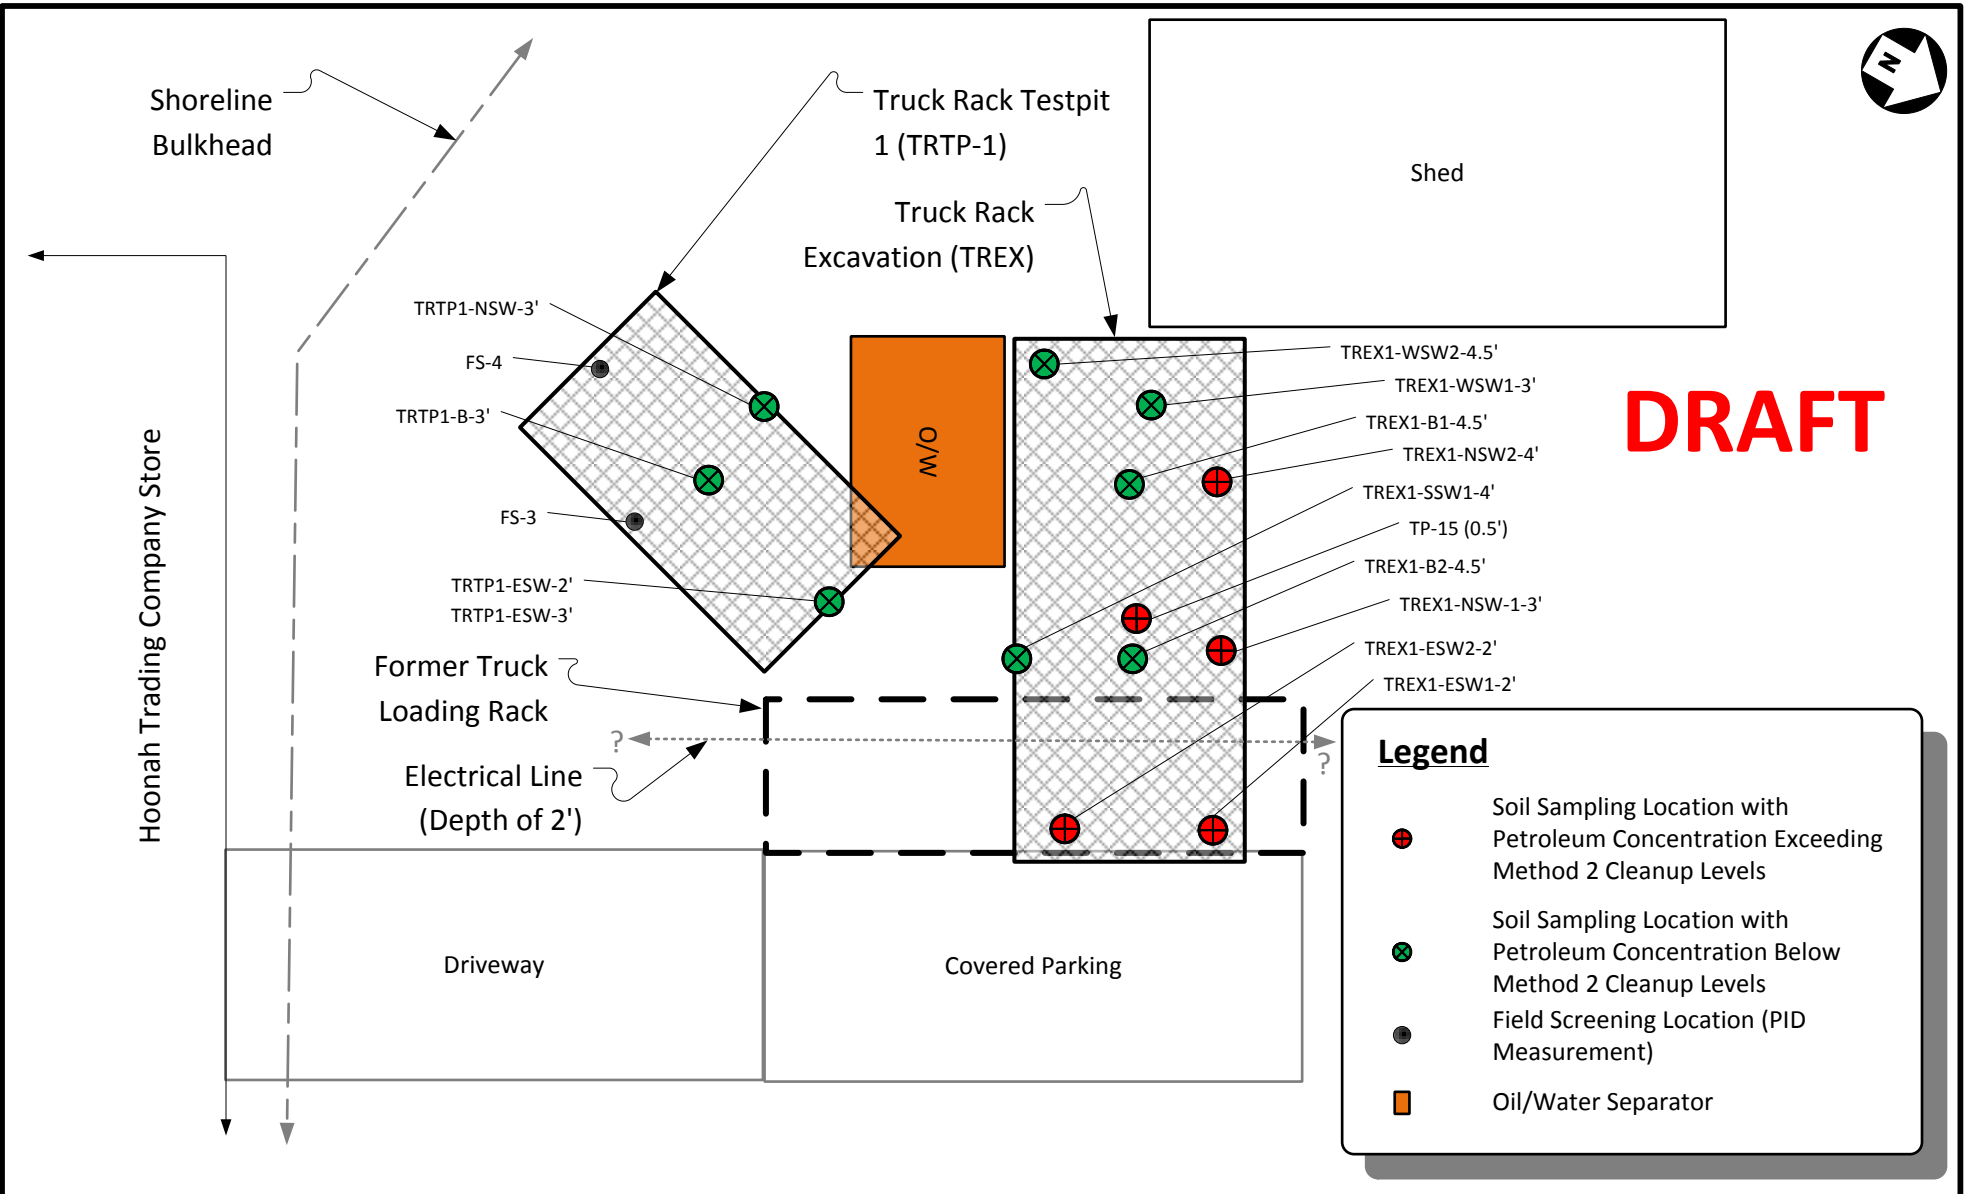 Shoreline
Bulkhead
Truck Rack Testpit
1 (TRTP-1)
Truck Rack
Excavation (TREX)
Shed
N
DRAFT
TRTP1-NSW-3'
FS-4
TRTP1-B-3'
FS-3
TRTP1-ESW-2'
TRTP1-ESW-3'
O/W
TREX1-WSW2-4.5'
TREX1-WSW1-3'
TREX1-B1-4.5'
TREX1-NSW2-4'
TREX1-SSW1-4'
TP-15 (0.5')
TREX1-B2-4.5'
TREX1-NSW-1-3'
TREX1-ESW2-2'
TREX1-ESW1-2'
Hoonah Trading Company Store
Former Truck
Loading Rack
?
?
Electrical Line
(Depth of 2')
Driveway
Covered Parking
Legend
Soil Sampling Location with
Petroleum Concentration Exceeding
Method 2 Cleanup Levels
Soil Sampling Location with
Petroleum Concentration Below
Method 2 Cleanup Levels
Field Screening Location (PID
Measurement)
Oil/Water Separator